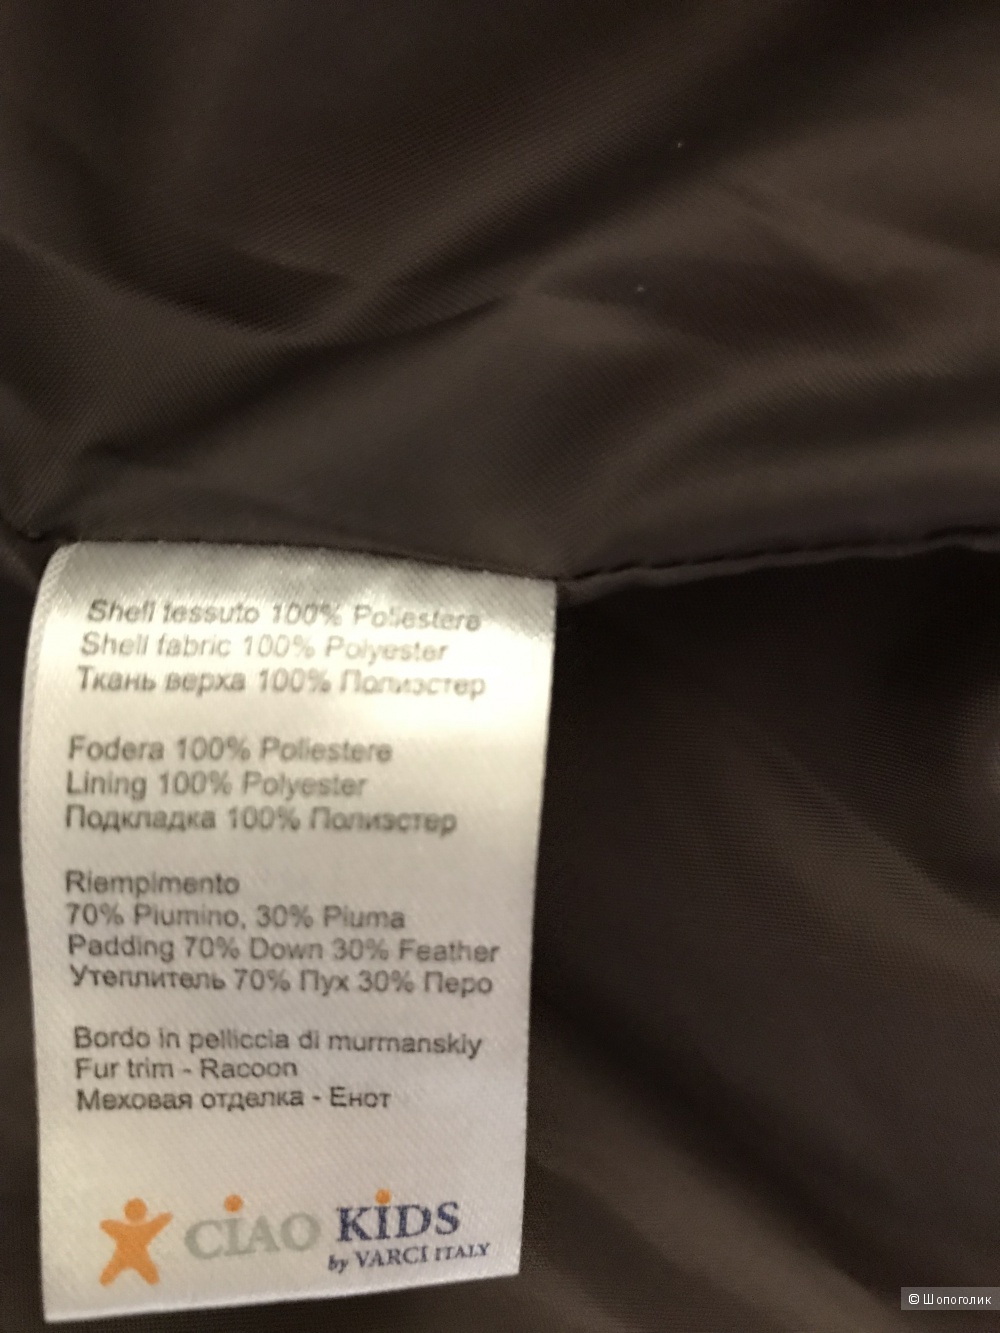 Shell tessuto 100% Poliestere
Shell fabric 100% Polyester
Ткань верха 100% Полиэстер
Fodera 100% Poliestere
Lining 100% Polyester
Подкладка 100% Полиэстер
Riempimento
70% Piumino, 30% Piuma
Padding 70% Down 30% Feather
Утеплитель 70% Пух 30% Перо
Bordo in pelliccia di murmanskiy
Fur trim - Racoon
Меховая отделка - Енот
CIAO KIDS
by VARCI ITALY
© Шопоголик